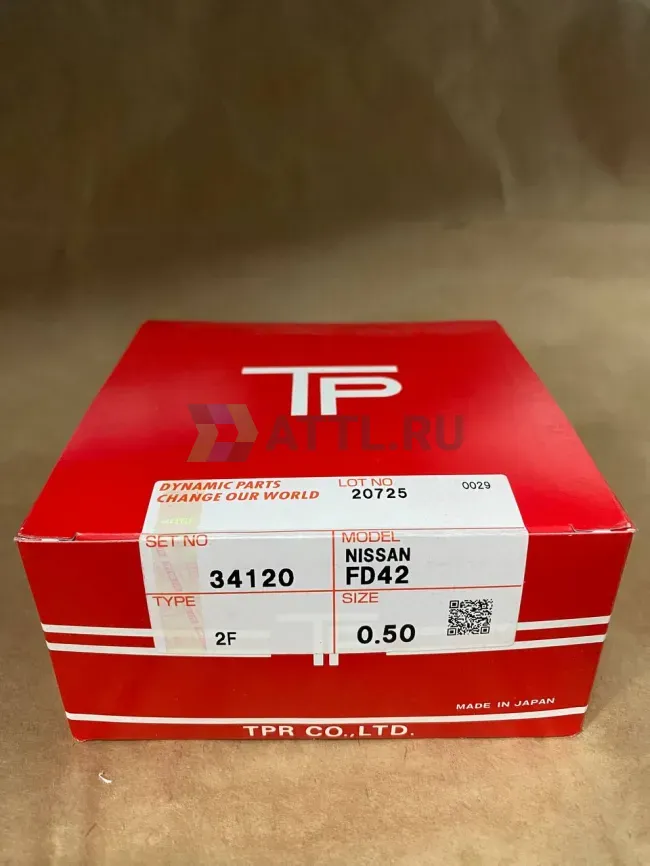 TP
ATTL.RU
DYNAMIC PARTS
CHANGE OUR WORLD
LOT NO
20725
0029
SET NO
34120
MODEL
NISSAN
FD42
TYPE
2F
SIZE
0.50
MADE IN JAPAN
TPR CO.,LTD.